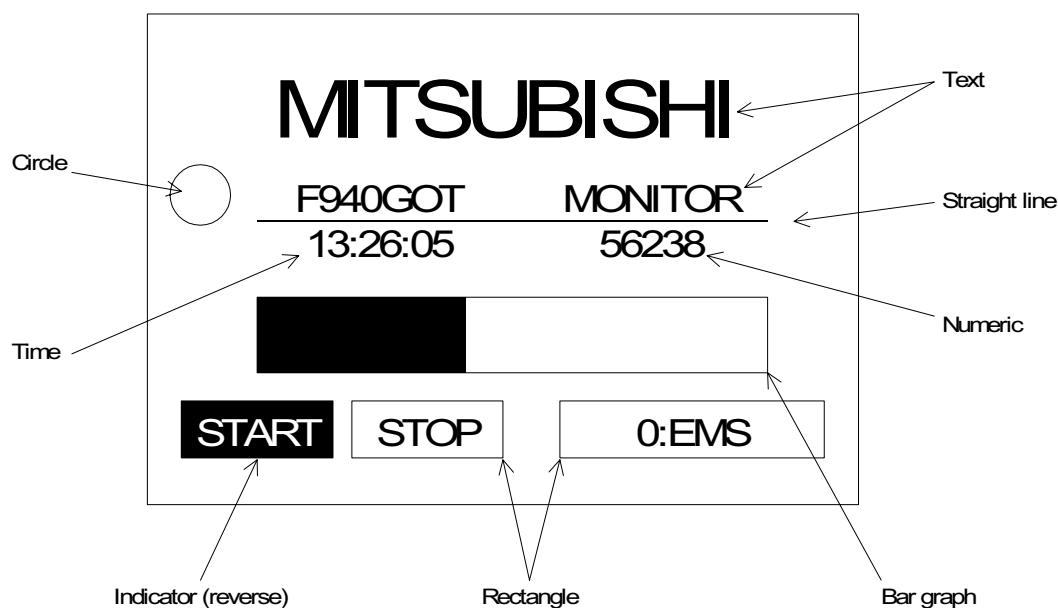 Text
MITSUBISHI
Circle
F940GOT MONITOR
Straight line
13:26:05 56238
Numeric
Time
START STOP 0:EMS
Indicator (reverse) Rectangle Bar graph